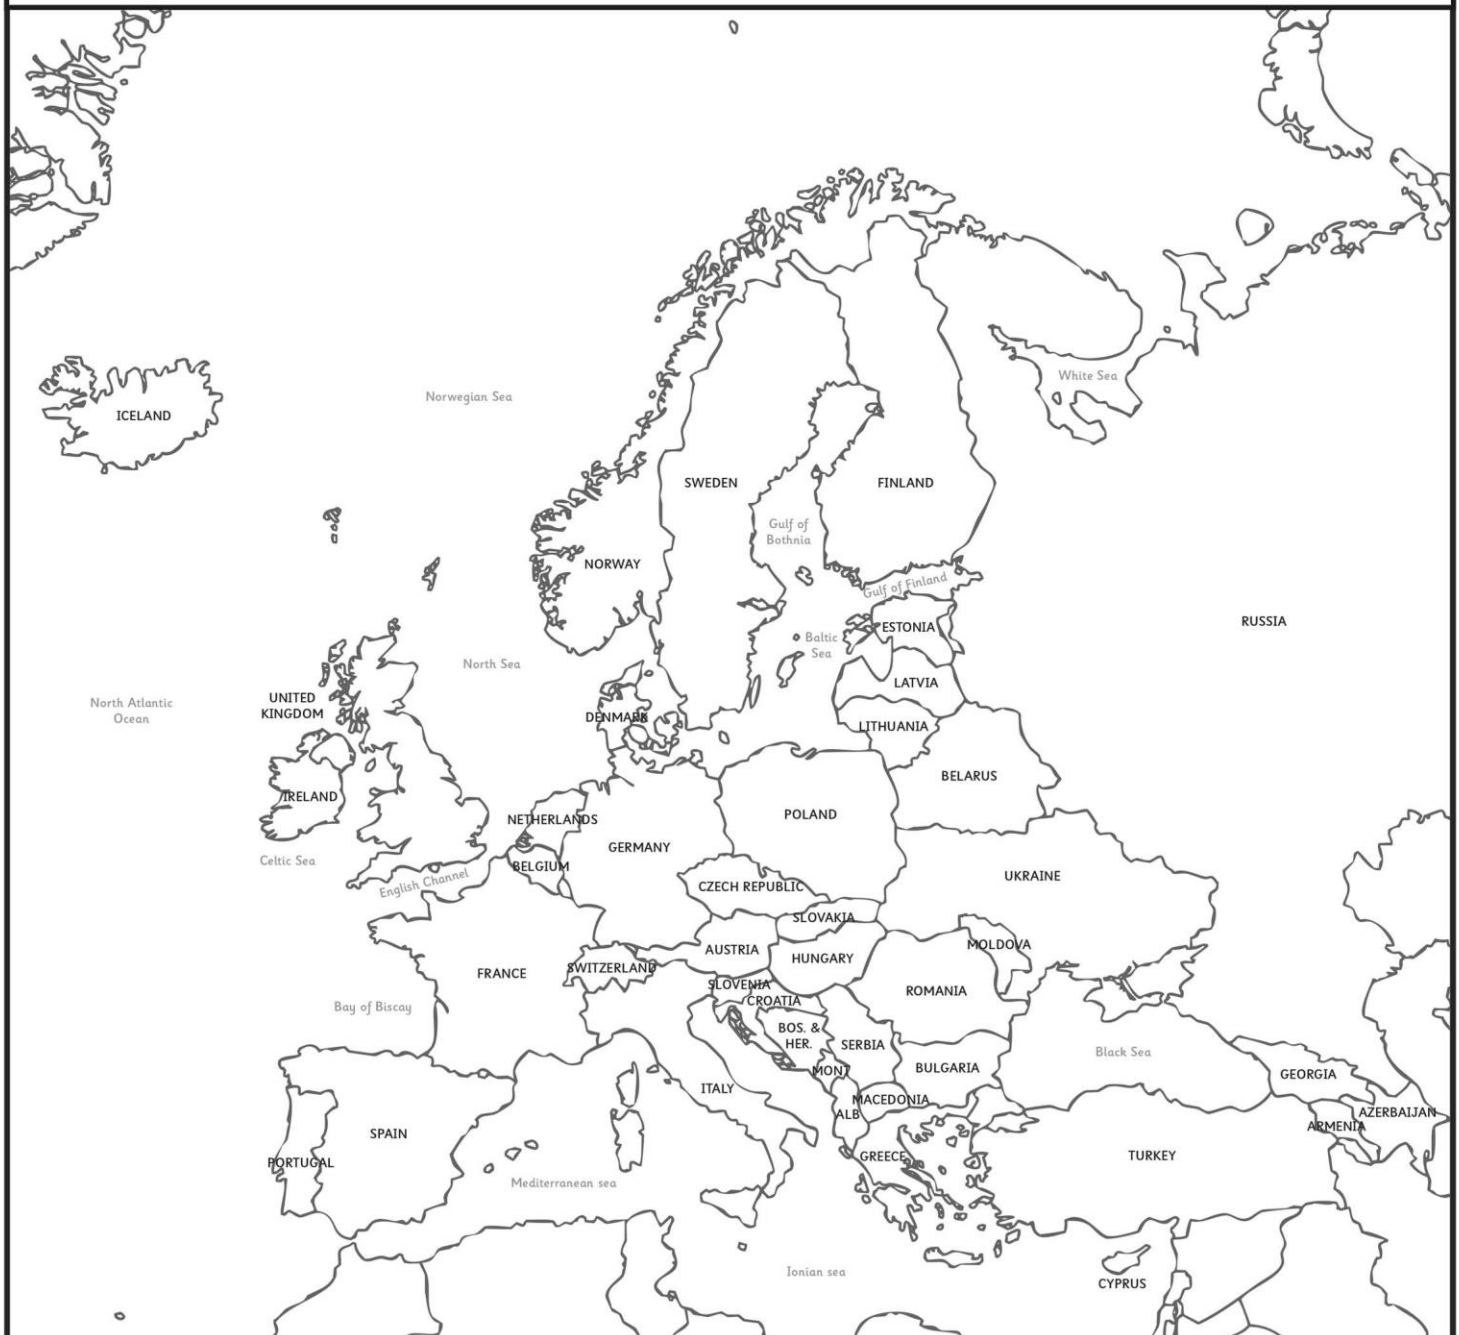 White Sea
Norwegian Sea
ICELAND
SWEDEN
FINLAND
Gulf of
Bothnia
NORWAY
Gulf of Finland
RUSSIA
ESTONIA
Baltic
Sea
North Sea
LATVIA
UNITED
KINGDOM
North Atlantic
Ocean
DENMARK
LITHUANIA
BELARUS
IRELAND
POLAND
NETHERLANDS
GERMANY
Celtic Sea
BELGIUM
English Channel
UKRAINE
CZECH REPUBLIC
SLOVAKIA
MOLDOVA
AUSTRIA
HUNGARY
FRANCE
SWITZERLAND
SLOVENIA
ROMANIA
CROATIA
Bay of Biscay
BOS. &
HER.
SERBIA
Black Sea
BULGARIA
MONT
GEORGIA
ITALY
MACEDONIA
ALB
AZERBAIJAN
ARMENIA
SPAIN
GREECE
TURKEY
PORTUGAL
Mediterranean sea
Ionian sea
CYPRUS